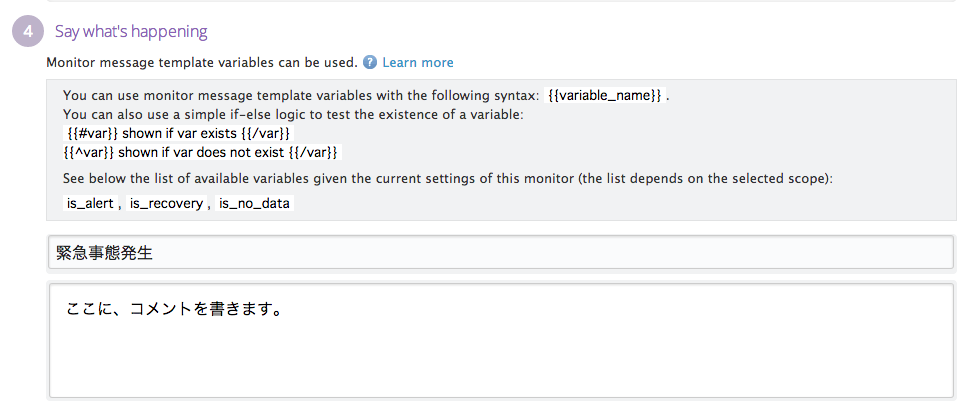 4 Say what's happening
Monitor message template variables can be used. ? Learn more
You can use monitor message template variables with the following syntax: {{variable_name}} .
You can also use a simple if-else logic to test the existence of a variable:
{{#var}} shown if var exists {{/var}}
{{^var}} shown if var does not exist {{/var}}
See below the list of available variables given the current settings of this monitor (the list depends on the selected scope):
is_alert , is_recovery , is_no_data
緊急事態発生
ここに、コメントを書きます。